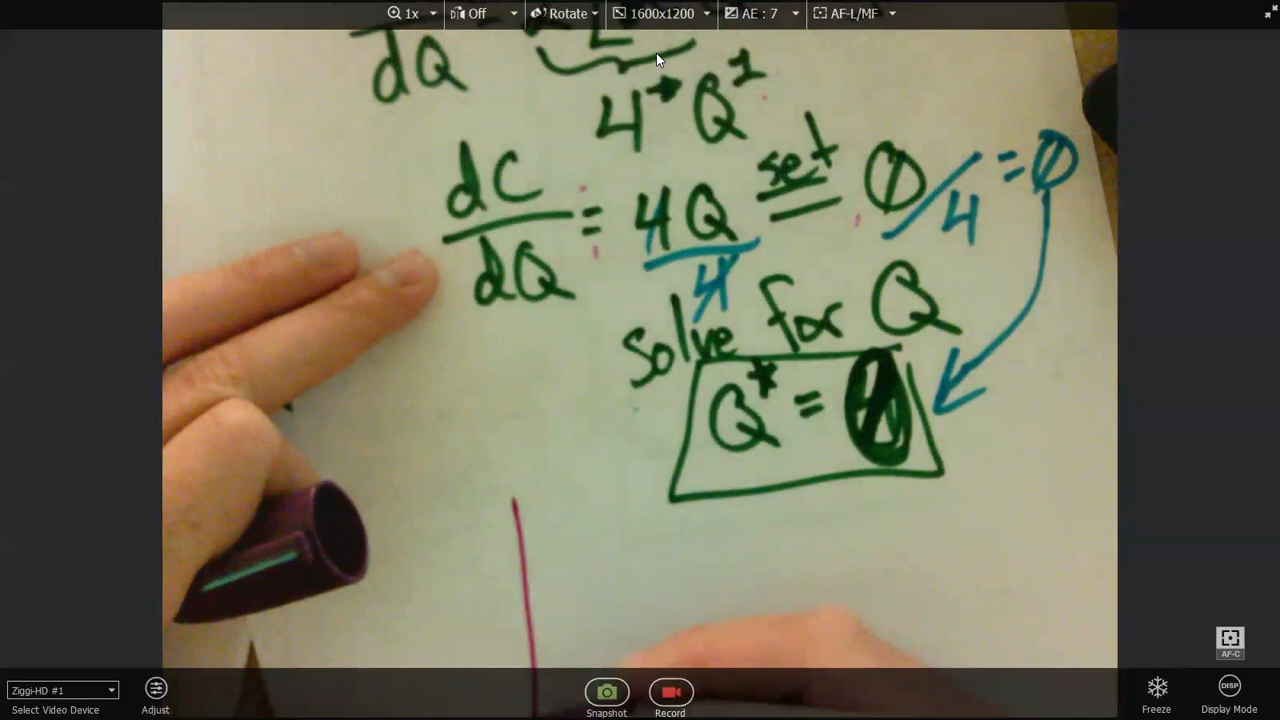 1x Off Rotate 1600x1200 AE : 7 AF-L/MF
dQ
4 Q¹
dC/dQ = 4Q/4 set = 0/4 = 0
solve for Q
Q* = 0
AF-C
Ziggi-HD #1
Select Video Device Adjust Snapshot Record Freeze DISP Display Mode